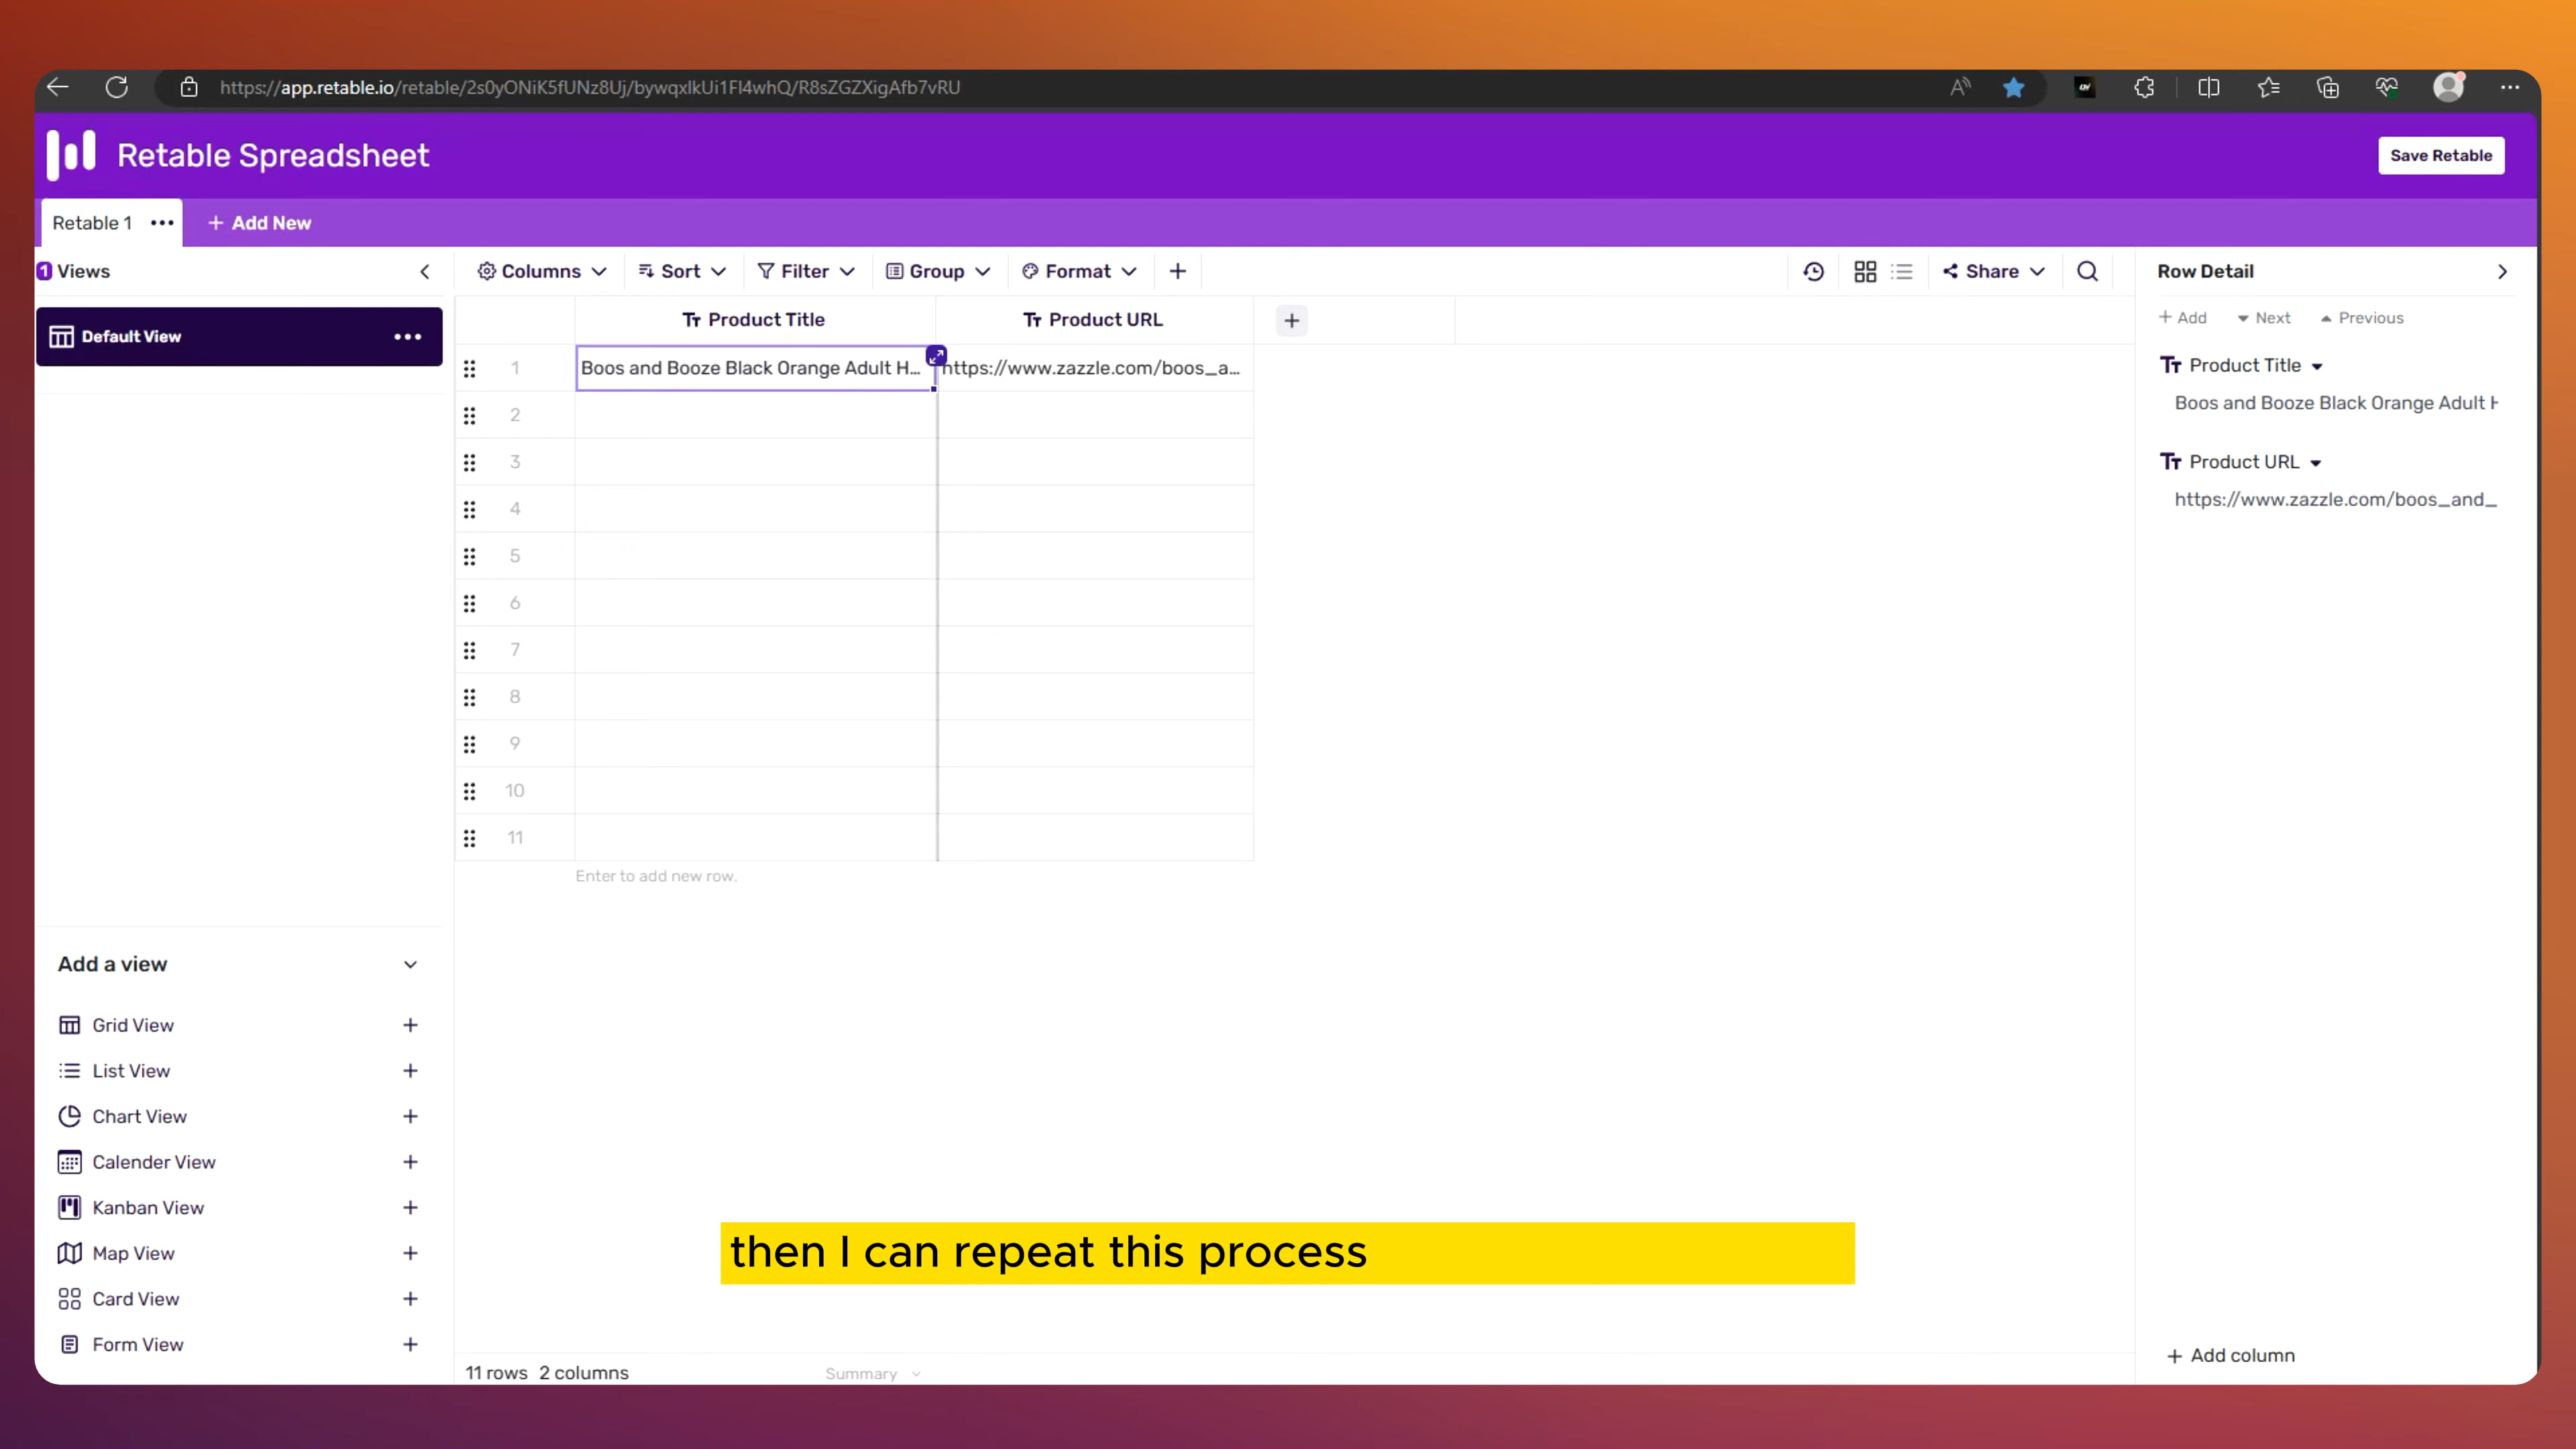 https://app.retable.io/retable/2s0yONiK5fUNz8Uj/bywqxlkUi1Fl4whQ/R8sZGZXigAfb7vRU
Retable Spreadsheet
Save Retable
Retable 1
+ Add New
1 Views
Columns
Sort
Filter
Group
Format
Share
Row Detail
Default View
Product Title
Product URL
+ Add
Next
Previous
1
Boos and Booze Black Orange Adult H...
https://www.zazzle.com/boos_a...
2
3
4
5
6
7
8
9
10
11
Enter to add new row.
Product Title
Boos and Booze Black Orange Adult H
Product URL
https://www.zazzle.com/boos_and_
Add a view
Grid View
List View
Chart View
Calender View
Kanban View
Map View
Card View
Form View
then I can repeat this process
11 rows 2 columns
Summary
+ Add column